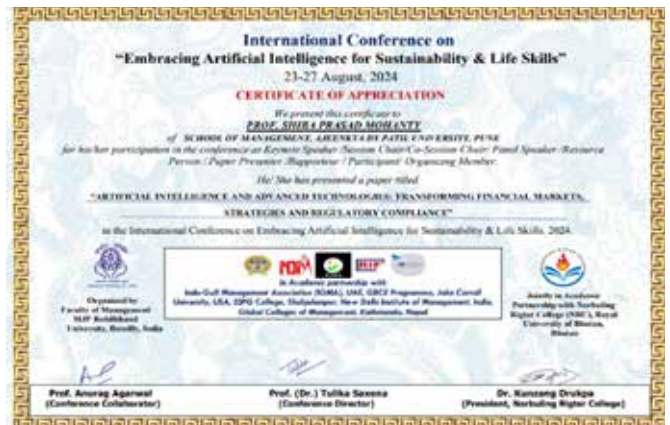 International Conference on
“Embracing Artificial Intelligence for Sustainability & Life Skills”
23-27 August, 2024
CERTIFICATE OF APPRECIATION
We present this certificate to
PROF. SHIBA PRASAD MOHANTY
of SCHOOL OF MANAGEMENT, AJEENKYA DY PATIL UNIVERSITY, PUNE
for his/her participation in the conference as Keynote Speaker /Session Chair/Co-Session Chair/ Panel Speaker /Resource
Person / Paper Presenter /Rapporteur / Participant/ Organizing Member.
He/ She has presented a paper titled
“ARTIFICIAL INTELLIGENCE AND ADVANCED TECHNOLOGIES: TRANSFORMING FINANCIAL MARKETS,
STRATEGIES AND REGULATORY COMPLIANCE”
in the International Conference on Embracing Artificial Intelligence for Sustainability & Life Skills, 2024.
in Academic partnership with
Indo-Gulf Management Association (IGMA), UAE, GBCE Programme, John Carroll
University, USA, ISPG College, Shahjahanpur, New Delhi Institute of Management, India
Global Colleges of Management, Kathmandu, Nepal
Organized by
Faculty of Management
MJP Rohilkhand
University, Bareilly, India
Jointly in Academic
Partnership with Norbuling
Rigter College (NRC), Royal
University of Bhutan,
Bhutan
Prof. Anurag Agarwal
(Conference Collaborator)
Prof. (Dr.) Tulika Saxena
(Conference Director)
Dr. Kunzang Drukpa
(President, Norbuling Rigter College)